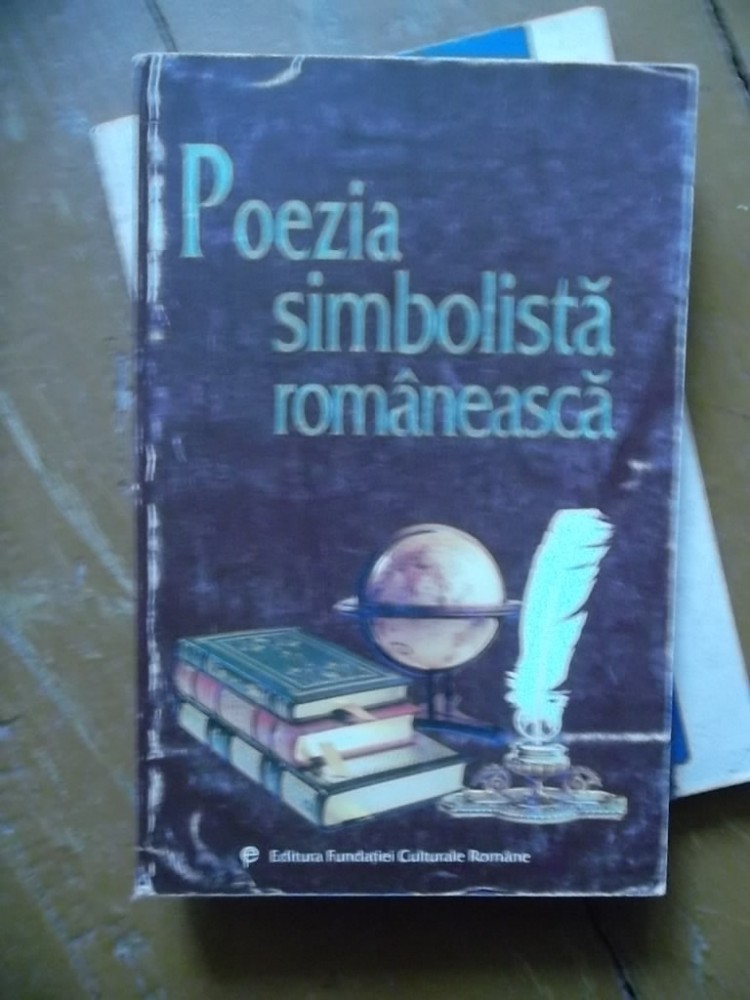 Poezia
simbolistă
românească
Editura Fundației Culturale Române